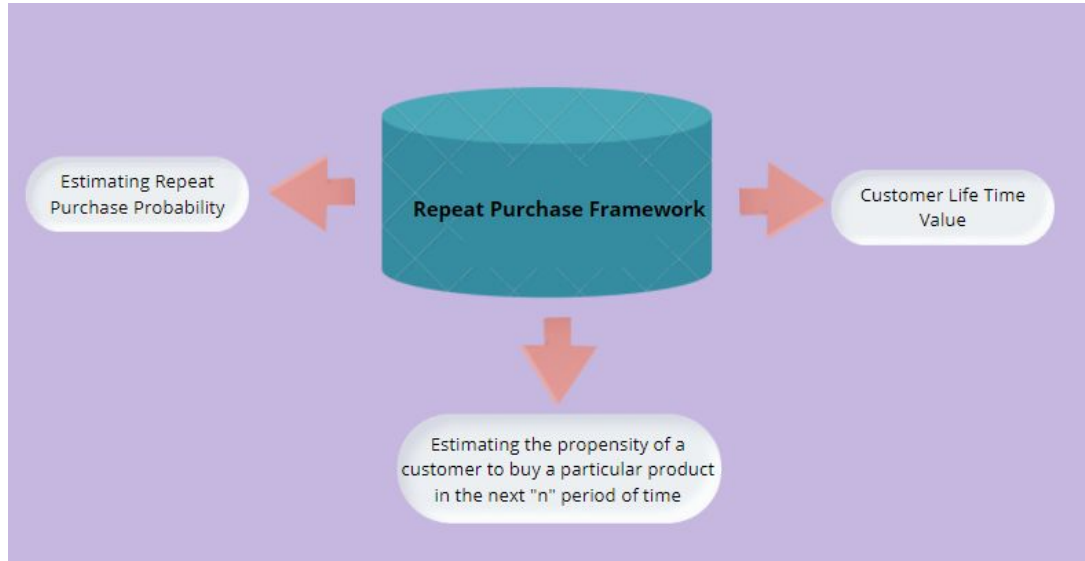 Estimating Repeat
Purchase Probability
Repeat Purchase Framework
Customer Life Time
Value
Estimating the propensity of a
customer to buy a particular product
in the next "n" period of time